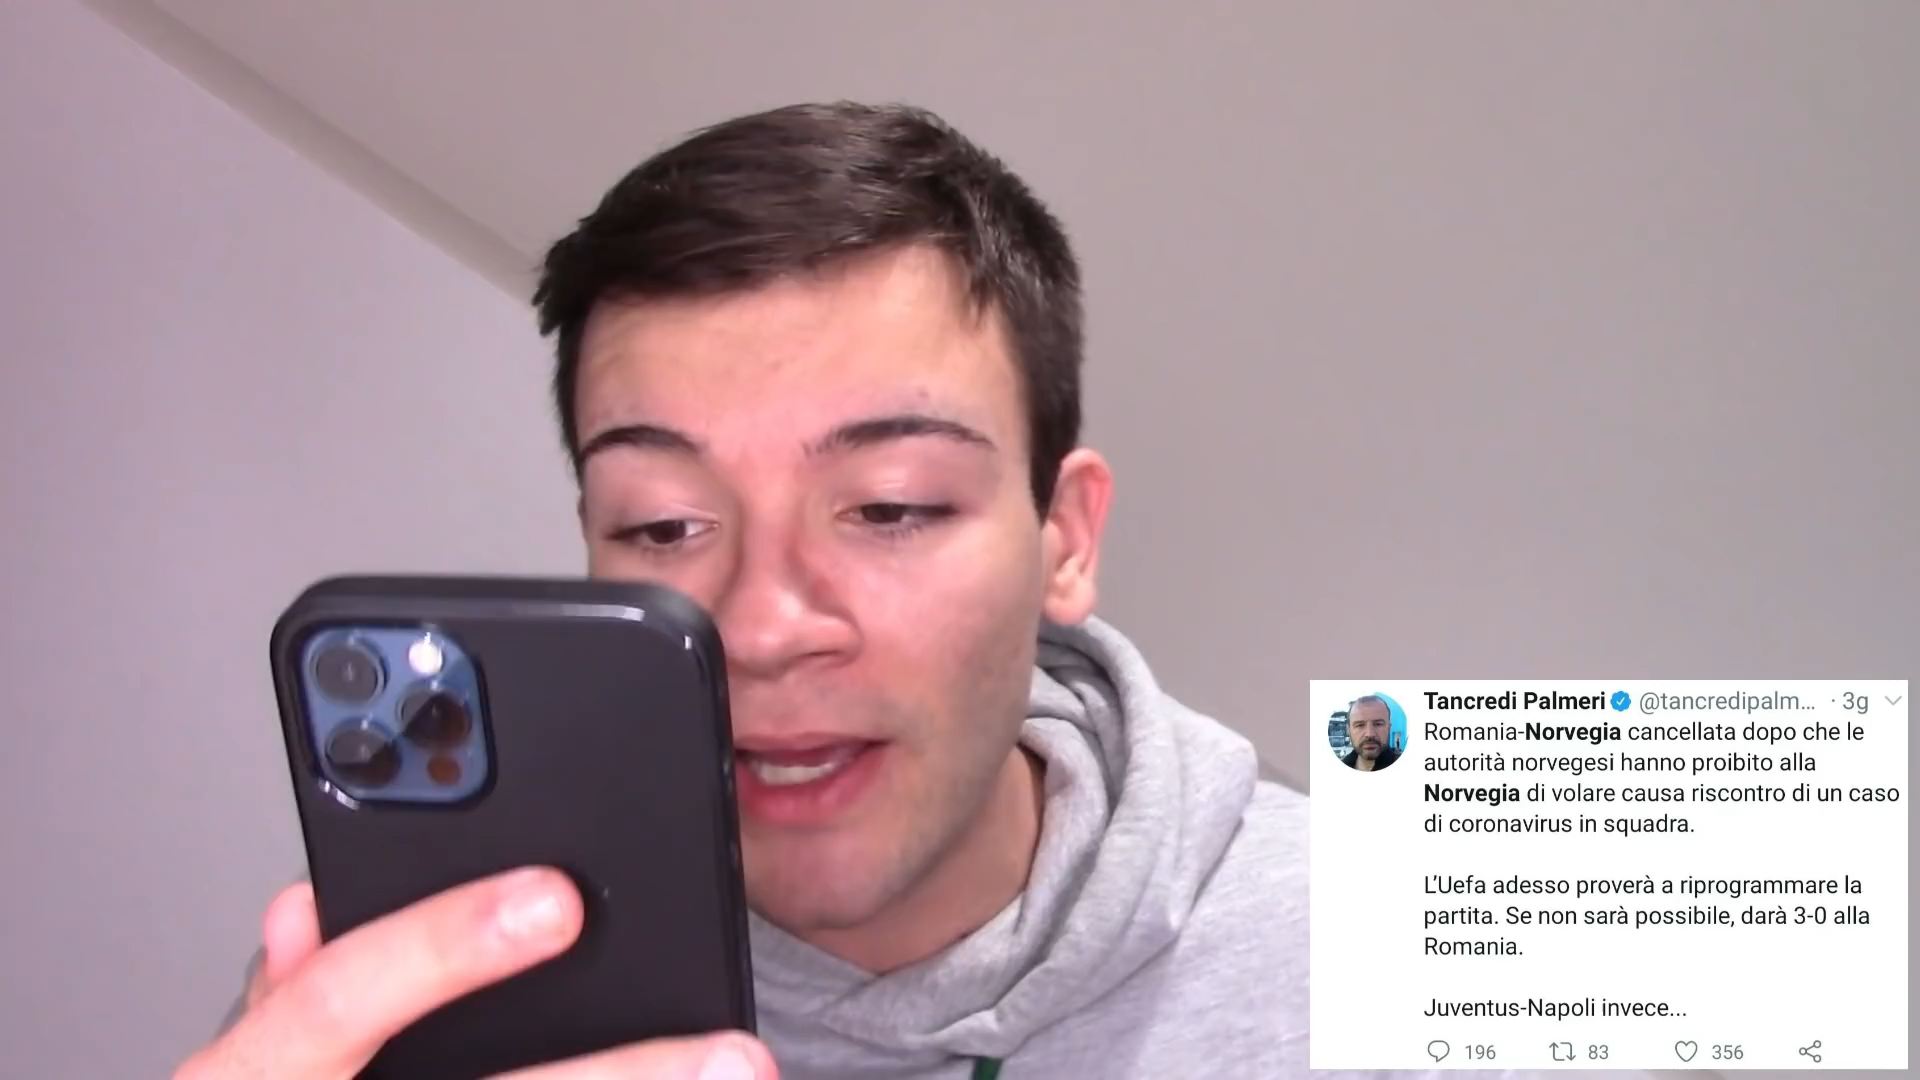 Tancredi Palmeri @tancredipalm... · 3g
Romania-Norvegia cancellata dopo che le
autorità norvegesi hanno proibito alla
Norvegia di volare causa riscontro di un caso
di coronavirus in squadra.
L'Uefa adesso proverà a riprogrammare la
partita. Se non sarà possibile, darà 3-0 alla
Romania.
Juventus-Napoli invece...
196 83 356